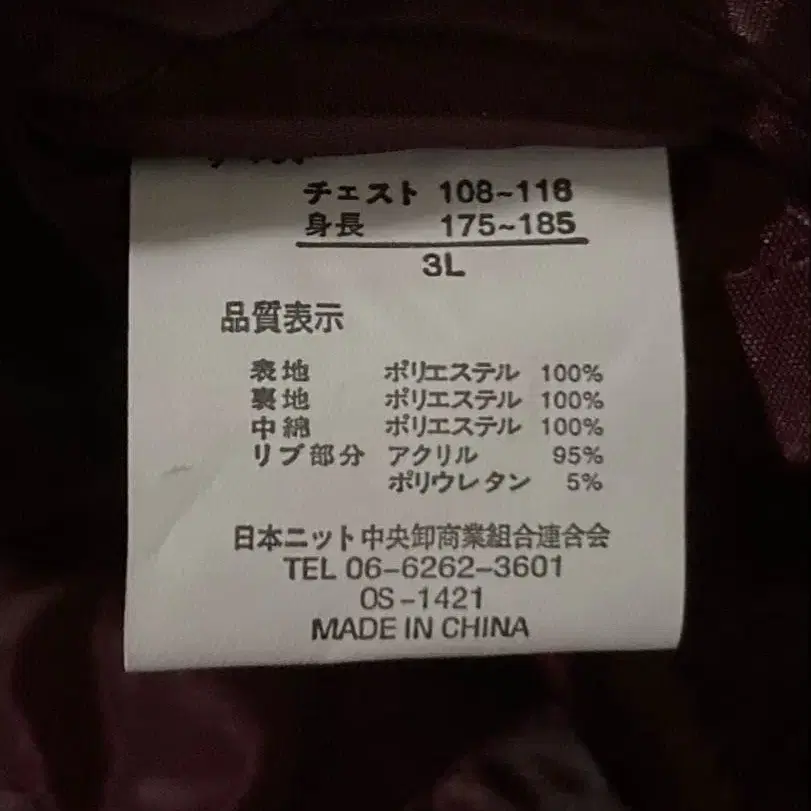 チェスト 108~118
身長 175~185
3L
品質表示
表地 ポリエステル 100%
裏地 ポリエステル 100%
中綿 ポリエステル 100%
リブ部分 アクリル 95%
ポリウレタン 5%
日本ニット中央卸商業組合連合会
TEL 06-6262-3601
OS-1421
MADE IN CHINA